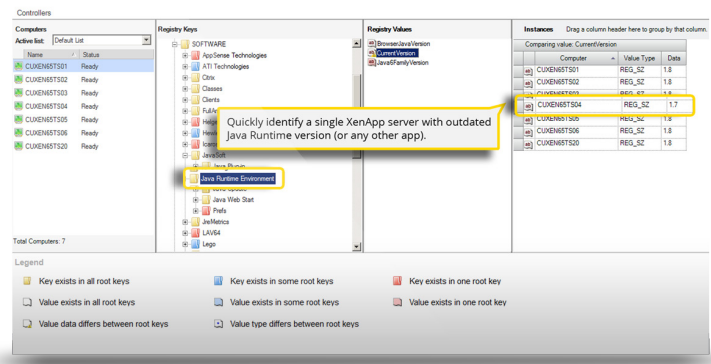 Controllers
Computers
Active list: Default List
Name / Status
CUXEN65TS01 Ready
CUXEN65TS02 Ready
CUXEN65TS03 Ready
CUXEN65TS04 Ready
CUXEN65TS05 Ready
CUXEN65TS06 Ready
CUXEN65TS20 Ready
Total Computers: 7
Registry Keys
SOFTWARE
AppSense Technologies
ATI Technologies
Citrix
Classes
Clients
JavaSoft
Java Plug-in
Java Runtime Environment
Java Update
Java Web Start
Prefs
JreMetrics
LAV64
Lego
Registry Values
BrowserJavaVersion
CurrentVersion
Java6FamilyVersion
Instances Drag a column header here to group by that column.
Comparing value: CurrentVersion
Computer Value Type Data
CUXEN65TS01 REG_SZ 1.8
CUXEN65TS02 REG_SZ 1.8
CUXEN65TS03 REG_SZ 1.8
CUXEN65TS04 REG_SZ 1.7
CUXEN65TS05 REG_SZ 1.8
CUXEN65TS06 REG_SZ 1.8
CUXEN65TS20 REG_SZ 1.8
Quickly identify a single XenApp server with outdated
Java Runtime version (or any other app).
Legend
Key exists in all root keys
Key exists in some root keys
Key exists in one root key
Value exists in all root keys
Value exists in some root keys
Value exists in one root key
Value data differs between root keys
Value type differs between root keys